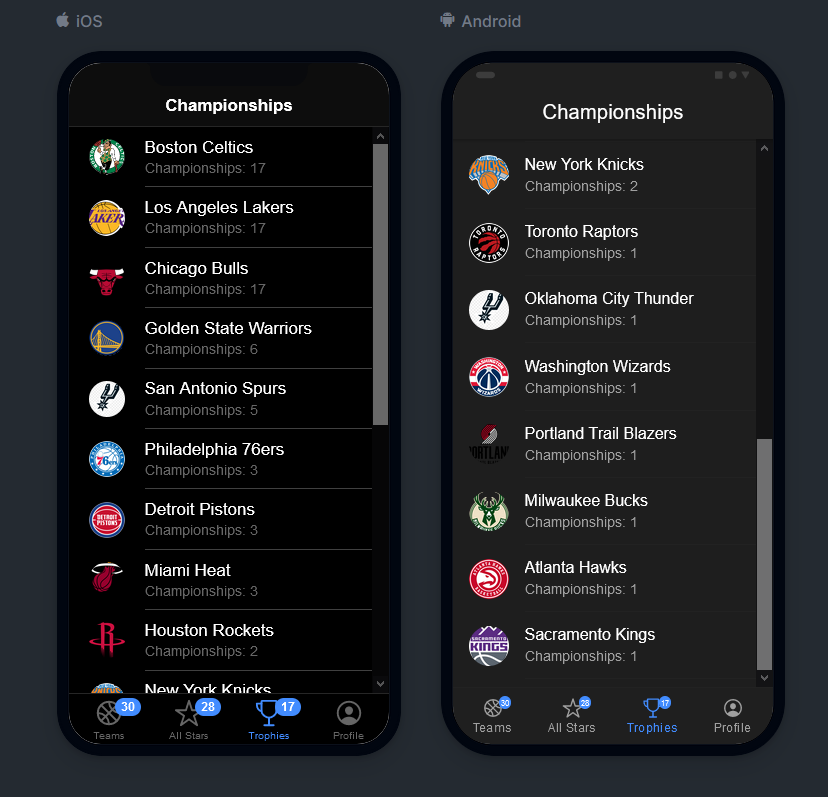 iOS
Championships
Boston Celtics
Championships: 17
Los Angeles Lakers
Championships: 17
Chicago Bulls
Championships: 17
Golden State Warriors
Championships: 6
San Antonio Spurs
Championships: 5
Philadelphia 76ers
Championships: 3
Detroit Pistons
Championships: 3
Miami Heat
Championships: 3
Houston Rockets
Championships: 2
New York Knicks
30
28
17
Teams
All Stars
Trophies
Profile
Android
Championships
New York Knicks
Championships: 2
Toronto Raptors
Championships: 1
Oklahoma City Thunder
Championships: 1
Washington Wizards
Championships: 1
Portland Trail Blazers
Championships: 1
Milwaukee Bucks
Championships: 1
Atlanta Hawks
Championships: 1
Sacramento Kings
Championships: 1
30
28
17
Teams
All Stars
Trophies
Profile